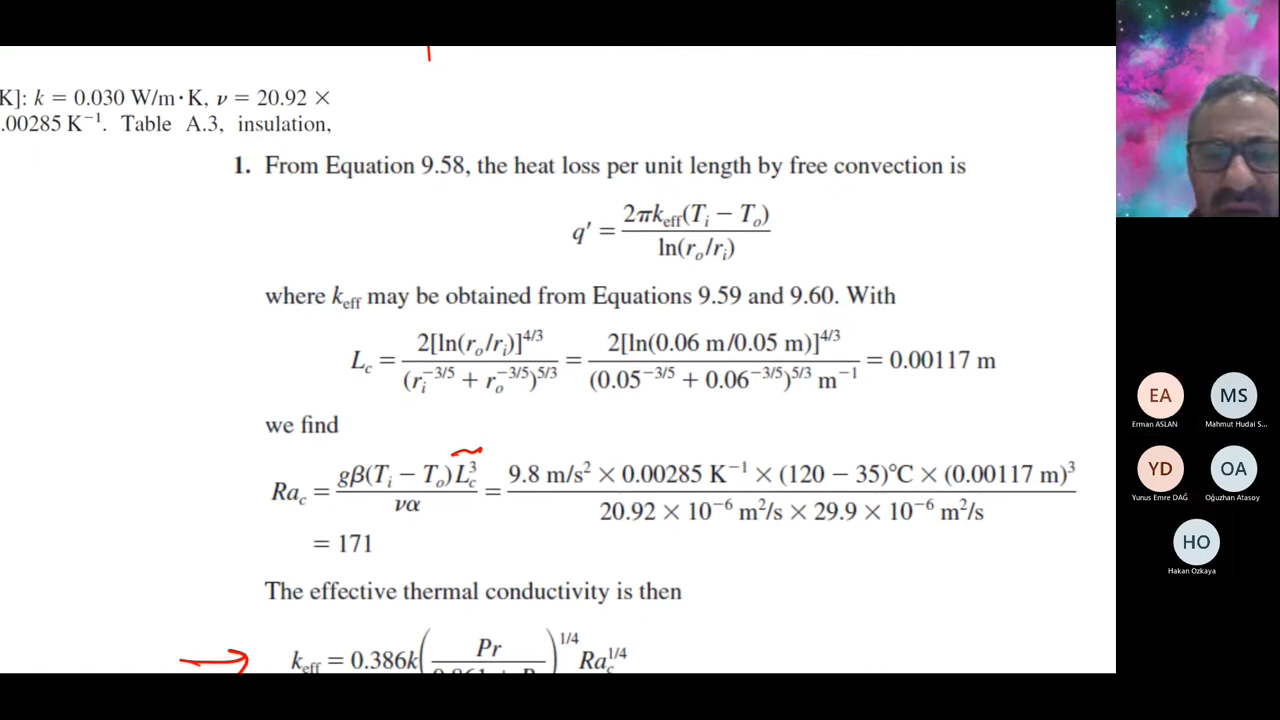 K]: k = 0.030 W/m·K, ν = 20.92 ×
.00285 K⁻¹. Table A.3, insulation,
1. From Equation 9.58, the heat loss per unit length by free convection is
q′ = 2πk_eff(T_i − T_o) / ln(r_o/r_i)
where k_eff may be obtained from Equations 9.59 and 9.60. With
L_c = 2[ln(r_o/r_i)]^4/3 / (r_i^−3/5 + r_o^−3/5)^5/3 = 2[ln(0.06 m/0.05 m)]^4/3 / (0.05^−3/5 + 0.06^−3/5)^5/3 m⁻¹ = 0.00117 m
we find
Ra_c = gβ(T_i − T_o)L_c³ / να = 9.8 m/s² × 0.00285 K⁻¹ × (120 − 35)°C × (0.00117 m)³ / 20.92 × 10⁻⁶ m²/s × 29.9 × 10⁻⁶ m²/s
= 171
The effective thermal conductivity is then
k_eff = 0.386k(Pr / )^1/4 Ra_c^1/4
EA
Erman ASLAN
MS
Mahmut Hudai S...
YD
Yunus Emre DAĞ
OA
Oğuzhan Atasoy
HO
Hakan Ozkaya